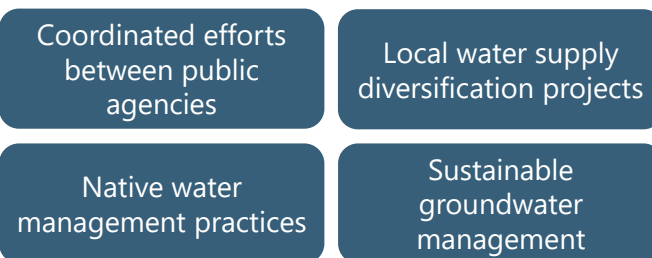 Coordinated efforts
between public
agencies
Local water supply
diversification projects
Native water
management practices
Sustainable
groundwater
management